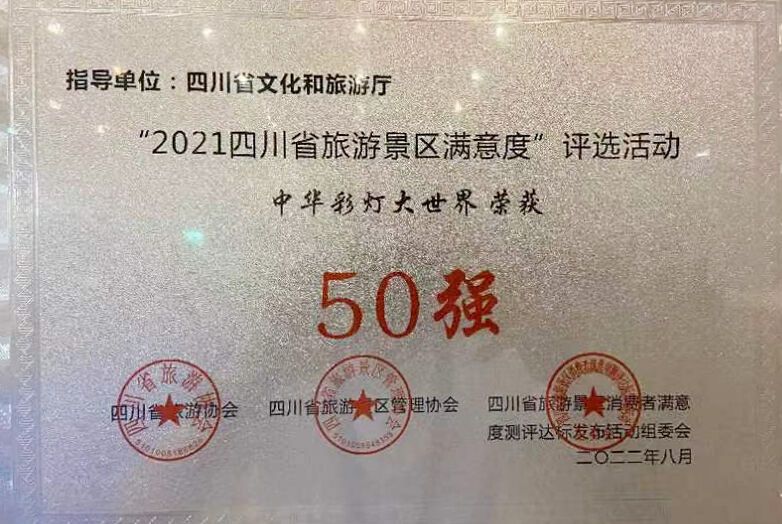 指导单位：四川省文化和旅游厅
“2021四川省旅游景区满意度”评选活动
中华彩灯大世界 荣获
50强
四川省旅游协会
四川省旅游景区管理协会
四川省旅游景区消费者满意
度测评达标发布活动组委会
二〇二二年八月